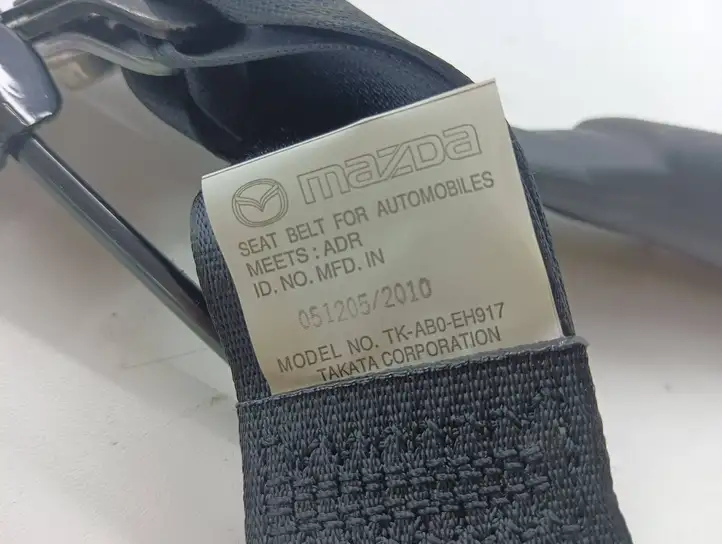 mazda
SEAT BELT FOR AUTOMOBILES
MEETS : ADR
ID. NO. MFD. IN
051205/2010
MODEL NO. TK-AB0-EH917
TAKATA CORPORATION